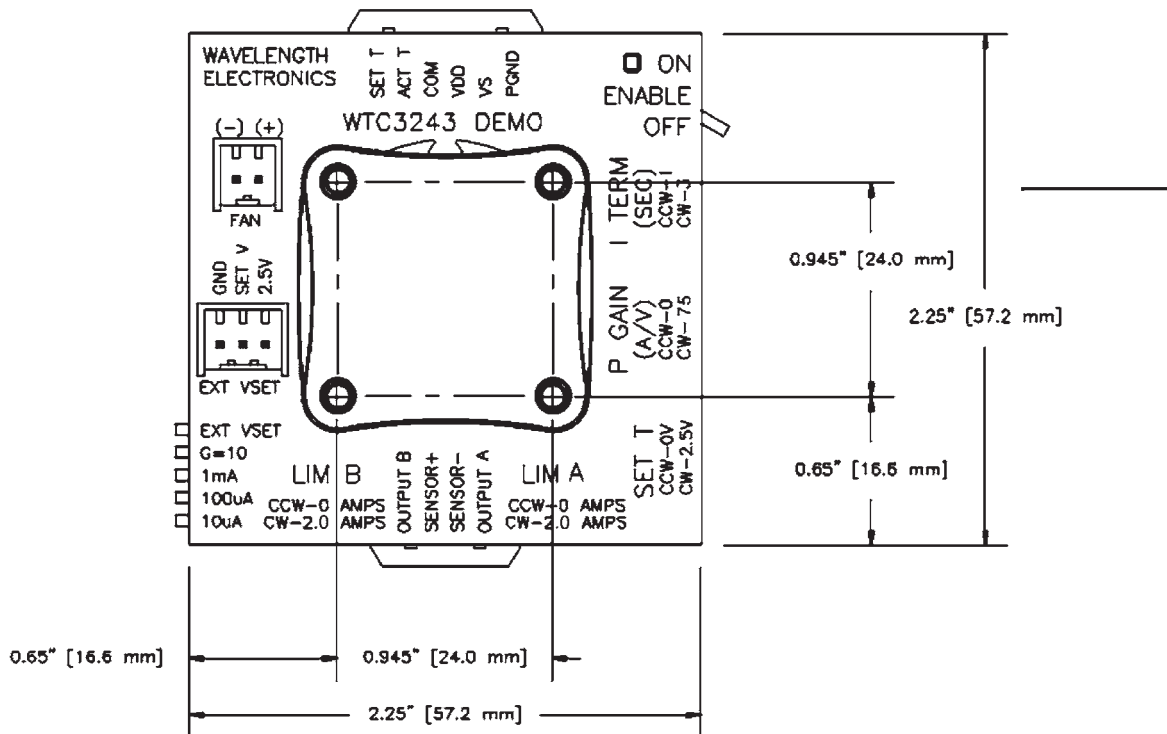 WAVELENGTH
ELECTRONICS
SET T
ACT T
COM
VDD
VS
PGND
ON
ENABLE
OFF
WTC3243 DEMO
(-) (+)
FAN
GND
SET V
2.5V
EXT VSET
I TERM
(SEC)
CCW-1
CW-3
P GAIN
(A/V)
CCW-0
CW-75
SET T
CCW-0V
CW-2.5V
EXT VSET
G=10
1mA
100uA
10uA
LIM B
CCW-0 AMPS
CW-2.0 AMPS
OUTPUT B
SENSOR+
SENSOR-
OUTPUT A
LIM A
CCW-0 AMPS
CW-2.0 AMPS
0.945" [24.0 mm]
2.25" [57.2 mm]
0.65" [16.6 mm]
0.65" [16.6 mm]
0.945" [24.0 mm]
2.25" [57.2 mm]